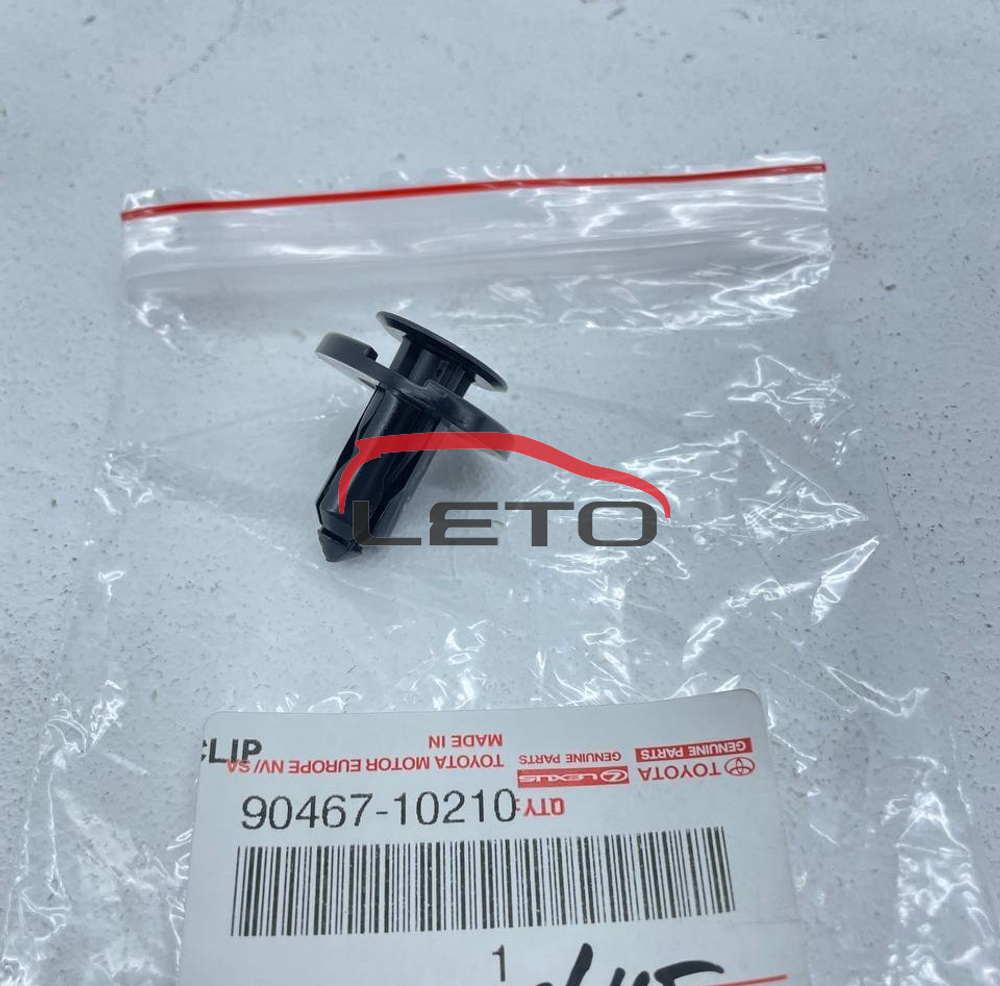 LETO
CLIP
MADE IN
TOYOTA MOTOR EUROPE NV/SA
GENUINE PARTS
LEXUS
GENUINE PARTS
TOYOTA
90467-10210
QTY:
1